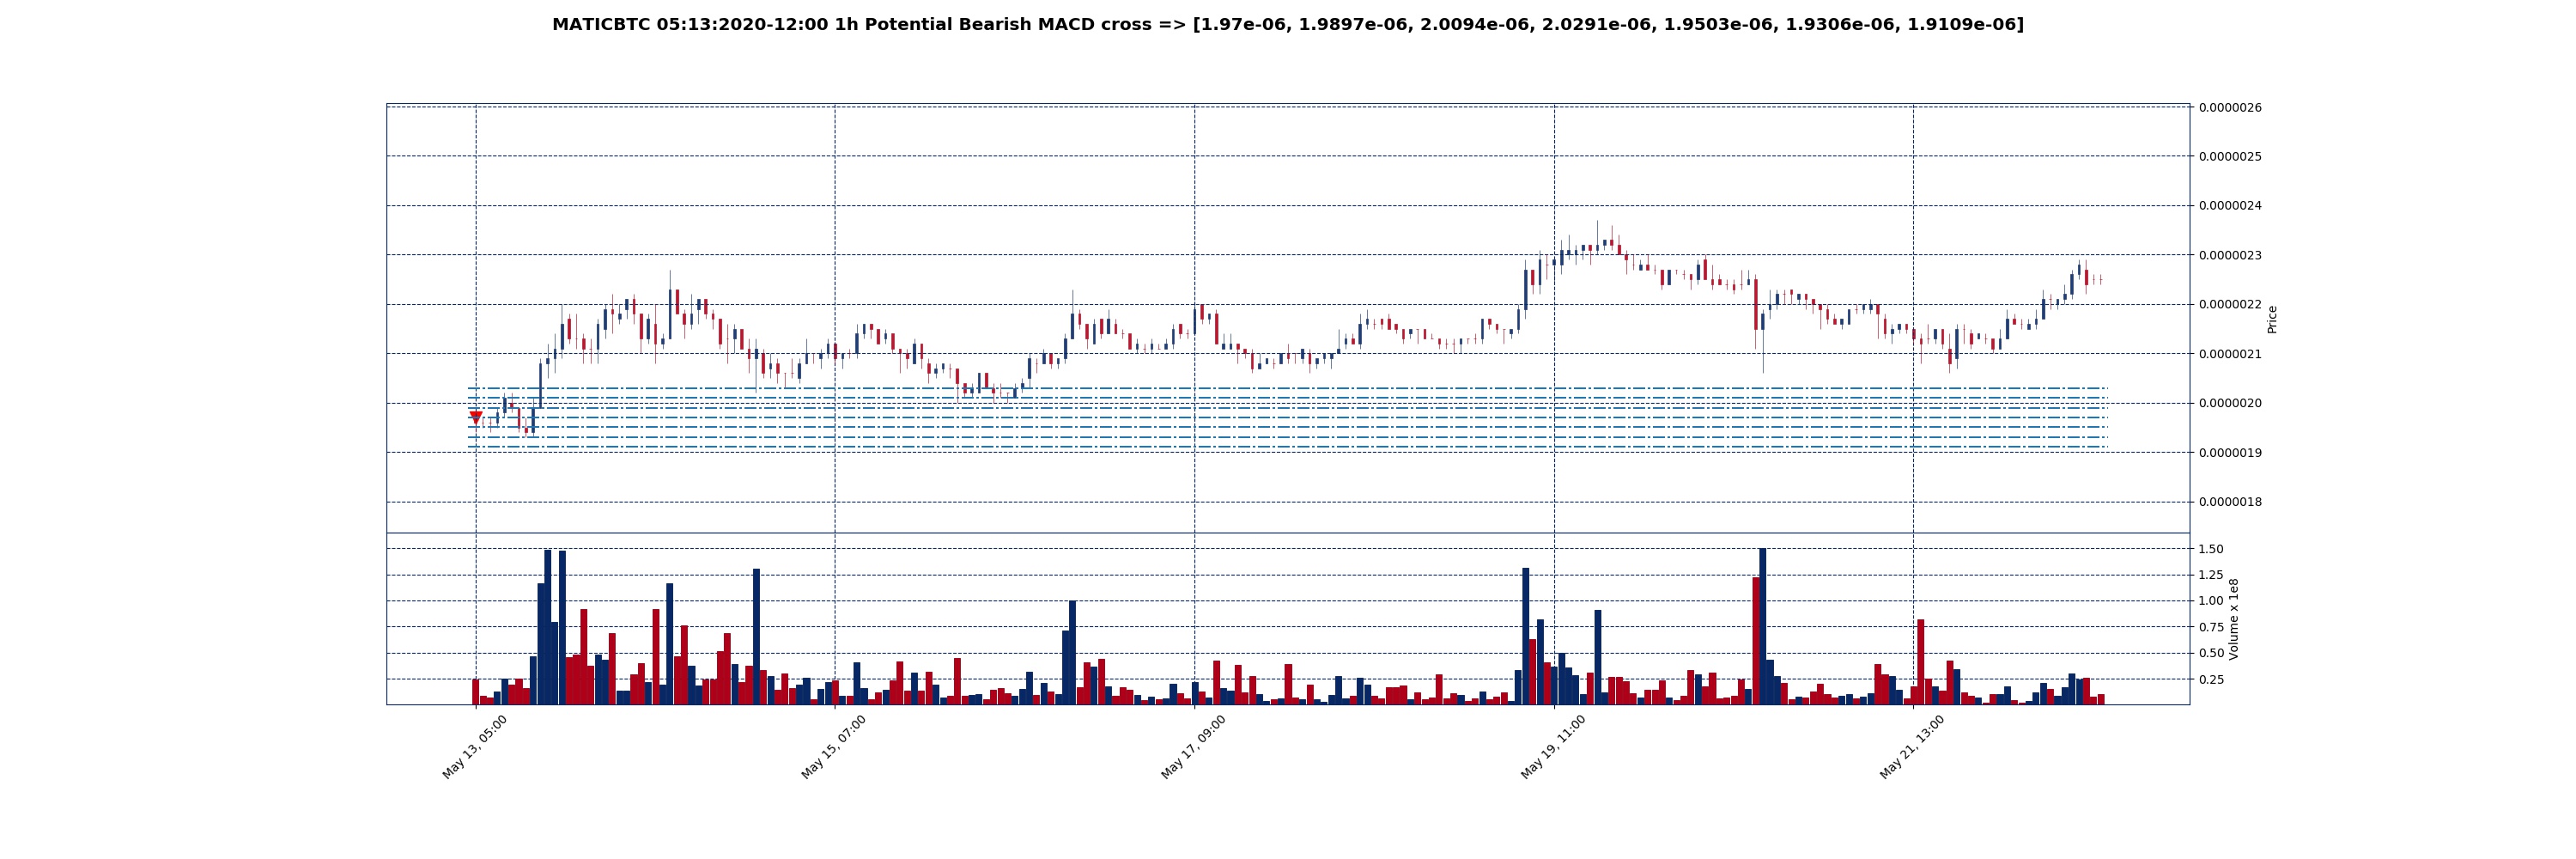 MATICBTC 05:13:2020-12:00 1h Potential Bearish MACD cross => [1.97e-06, 1.9897e-06, 2.0094e-06, 2.0291e-06, 1.9503e-06, 1.9306e-06, 1.9109e-06]
0.0000026
0.0000025
0.0000024
0.0000023
0.0000022
0.0000021
0.0000020
0.0000019
0.0000018
Price
1.50
1.25
1.00
0.75
0.50
0.25
Volume x 1e8
May 13, 05:00
May 15, 07:00
May 17, 09:00
May 19, 11:00
May 21, 13:00